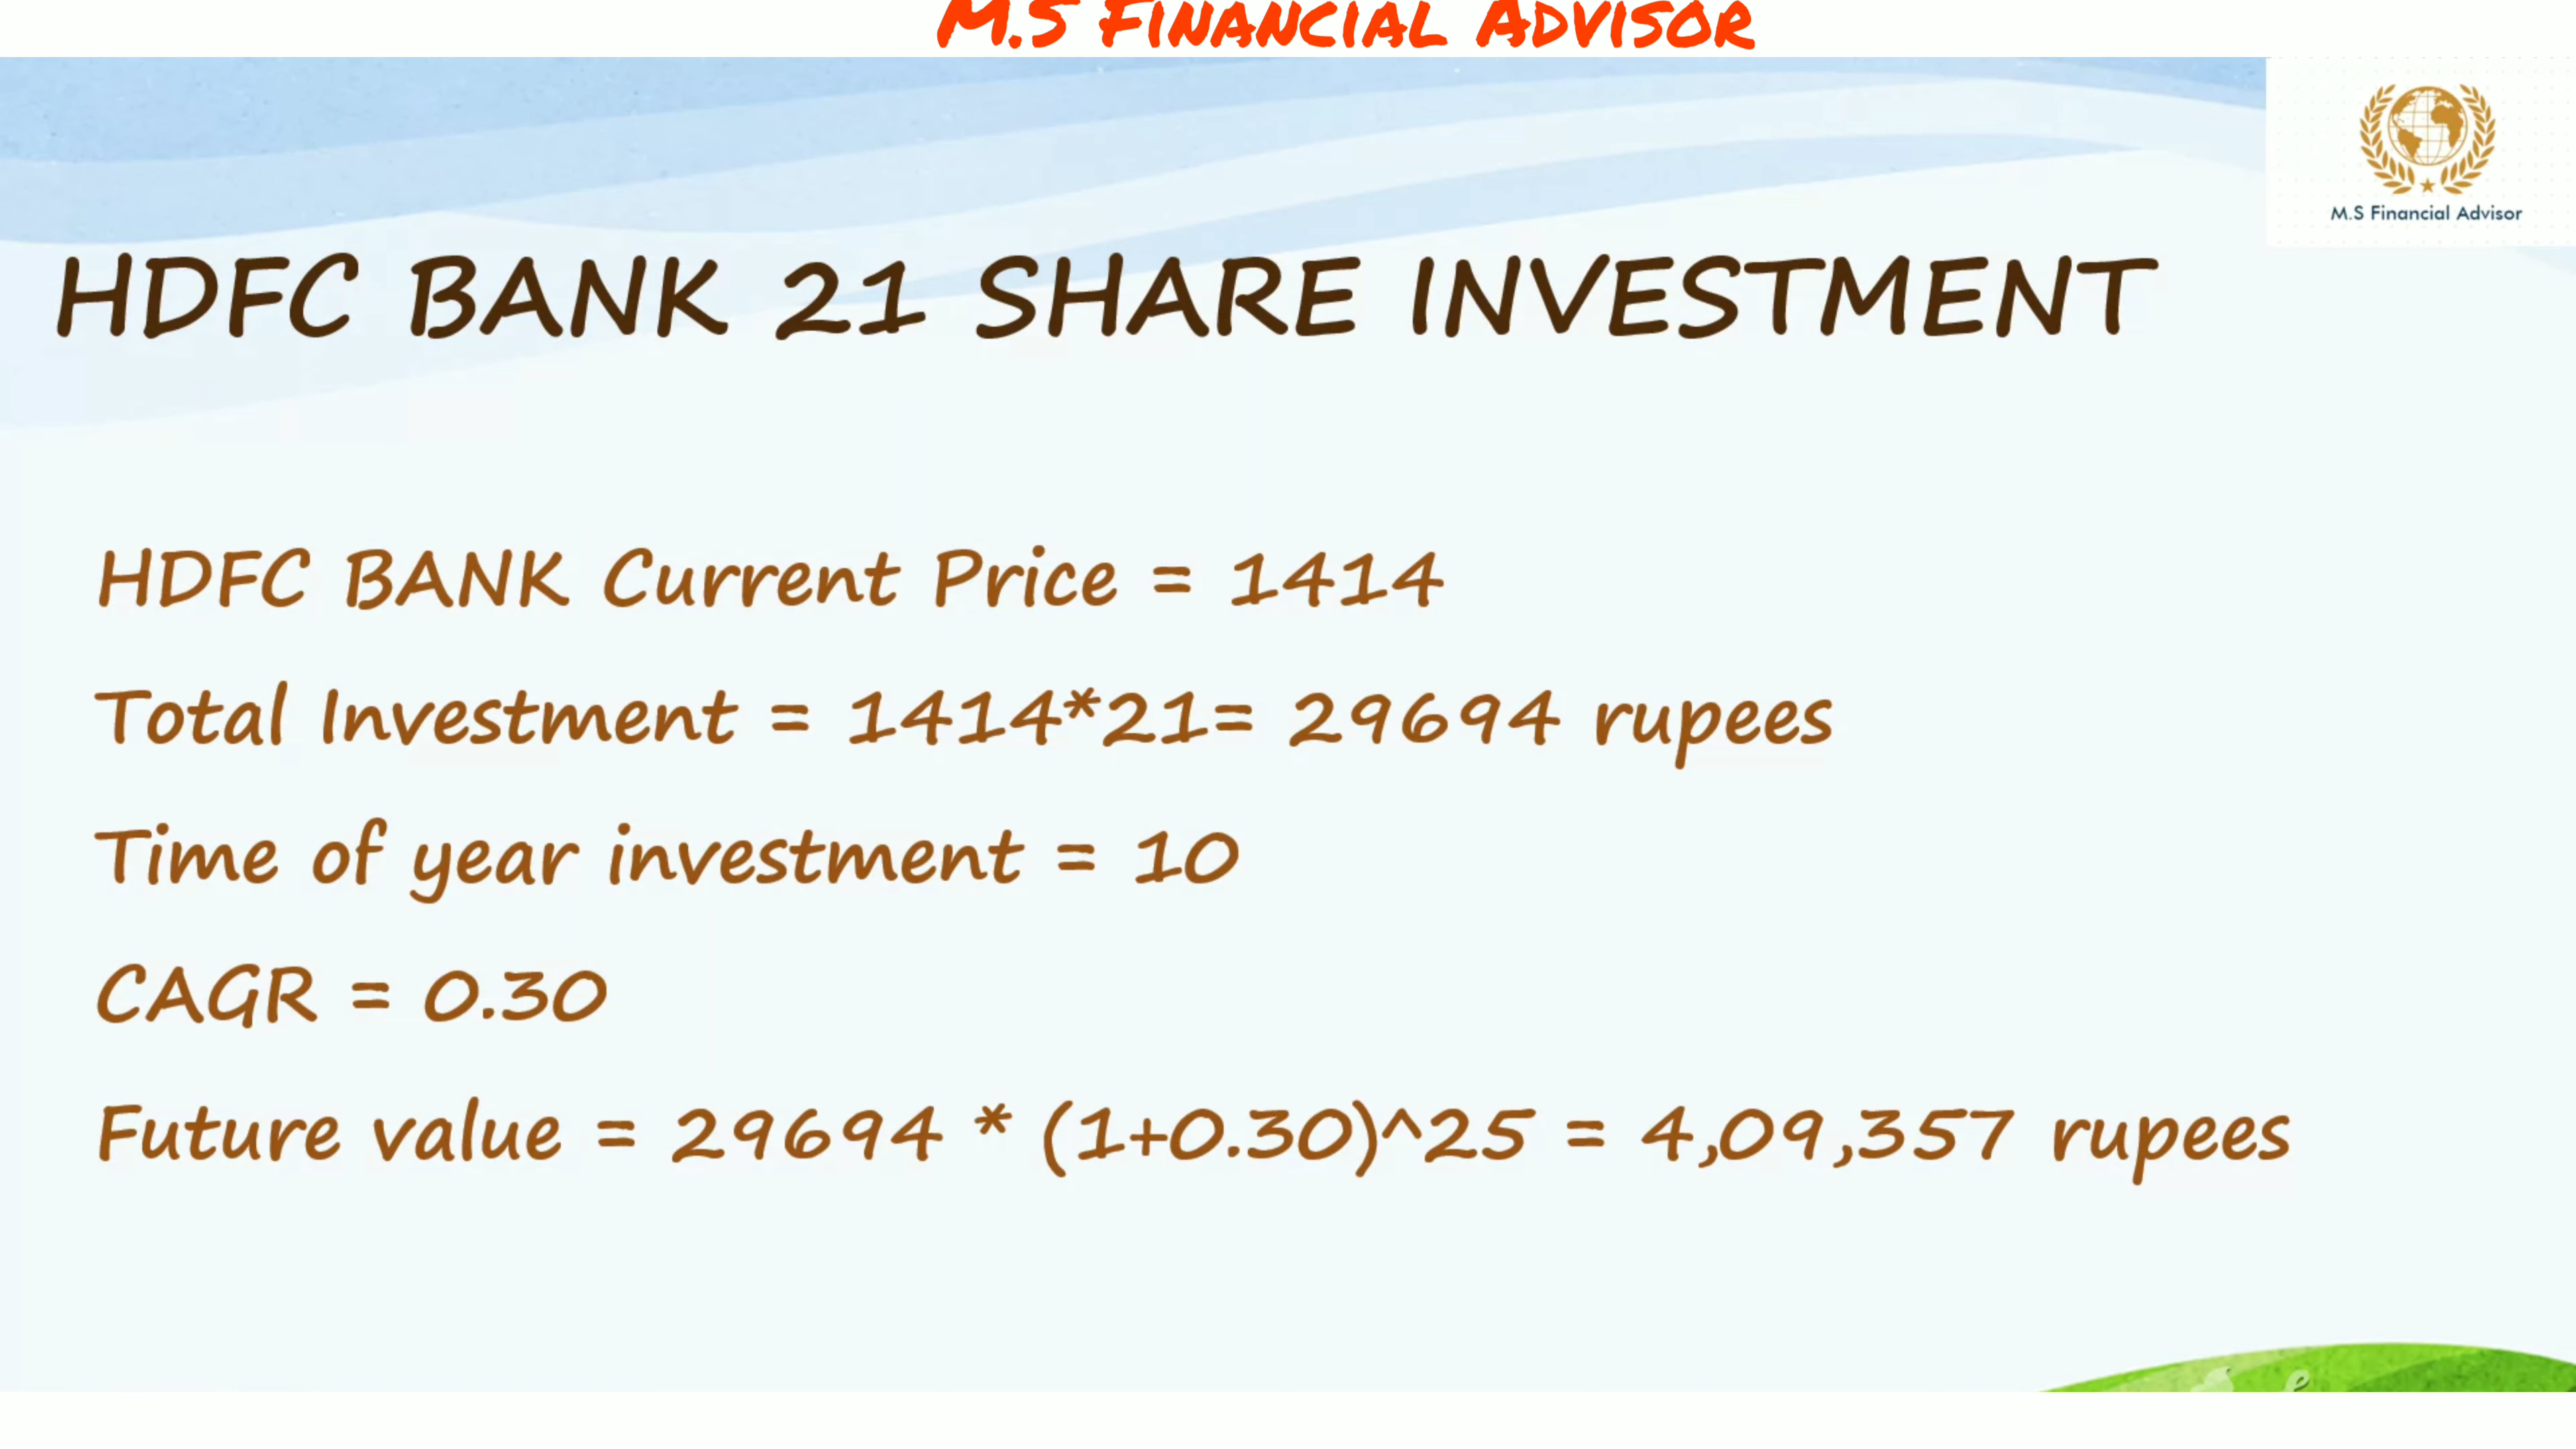 M.S FINANCIAL ADVISOR
M.S Financial Advisor
HDFC BANK 21 SHARE INVESTMENT
HDFC BANK Current Price = 1414
Total Investment = 1414*21= 29694 rupees
Time of year investment = 10
CAGR = 0.30
Future value = 29694 * (1+0.30)^25 = 4,09,357 rupees